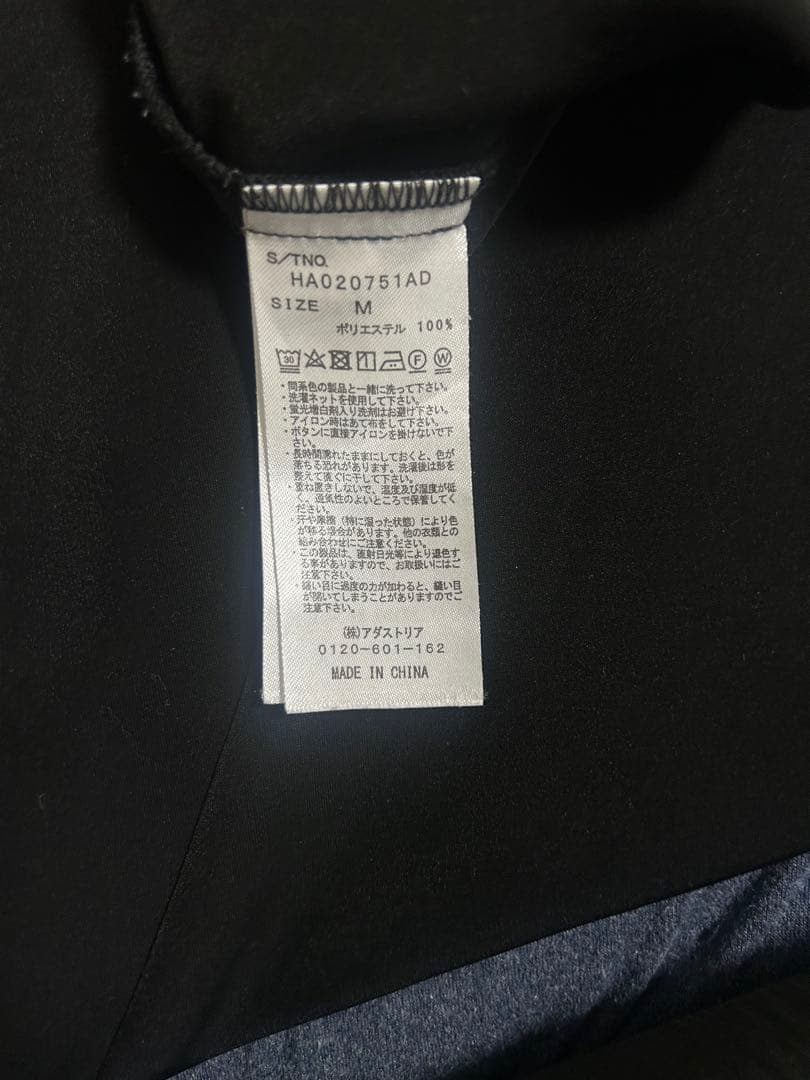 S/TNO.
HA020751AD
SIZE M
ポリエステル 100%
30
F W
・同系色の製品と一緒に洗って下さい。
・洗濯ネットを使用して下さい。
・蛍光増白剤入り洗剤はお避け下さい。
・アイロン時はあて布をして下さい。
・ボタンに直接アイロンを掛けないで下
さい。
・長時間濡れたままにしておくと、色が
落ちる恐れがあります。洗濯後は形を
整えて直ぐに干して下さい。
・重ね置きしないで、温度及び湿度が低
く、通気性のよいところで保管してく
ださい。
・汗や摩擦（特に湿った状態）により色
が移る場合があります。他の衣類との
組み合わせにご注意ください。
・この製品は、直射日光等により退色す
る事がありますので、お取扱いにはご
注意下さい。
・縫い目に過度の力が加わると、縫い目
が開いてしまうことがありますのでご
注意下さい。
(株)アダストリア
0120-601-162
MADE IN CHINA